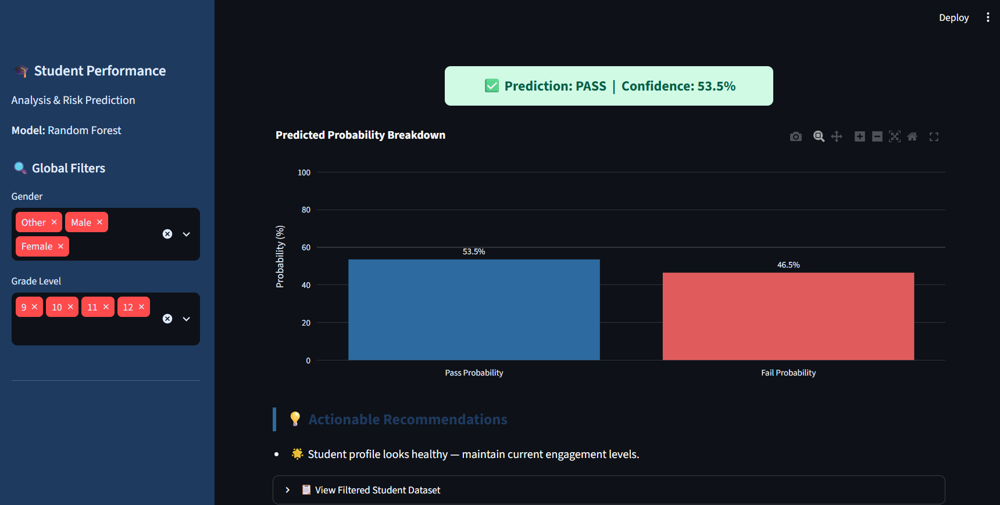 Deploy
🎓 Student Performance
Analysis & Risk Prediction
Model: Random Forest
🔍 Global Filters
Gender
Other × Male ×
Female ×
Grade Level
9 × 10 × 11 × 12 ×
✅ Prediction: PASS | Confidence: 53.5%
Predicted Probability Breakdown
Probability (%)
100
80
60
40
20
0
53.5%
46.5%
Pass Probability
Fail Probability
💡 Actionable Recommendations
• 🌟 Student profile looks healthy — maintain current engagement levels.
📋 View Filtered Student Dataset